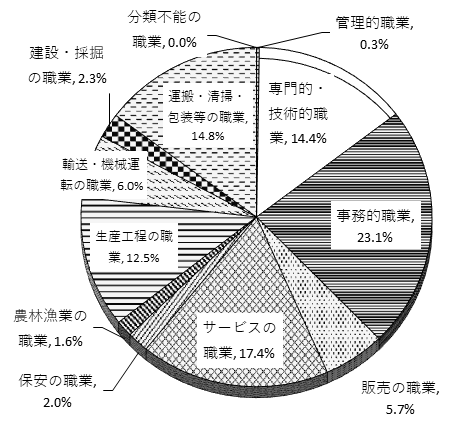 分類不能の
職業, 0.0%
管理的職業,
0.3%
専門的・
技術的職
業, 14.4%
事務的職業,
23.1%
販売の職業,
5.7%
サービスの
職業, 17.4%
保安の職業,
2.0%
農林漁業の
職業, 1.6%
生産工程の職
業, 12.5%
輸送・機械運
転の職業, 6.0%
建設・採掘
の職業, 2.3%
運搬・清掃・
包装等の職業,
14.8%